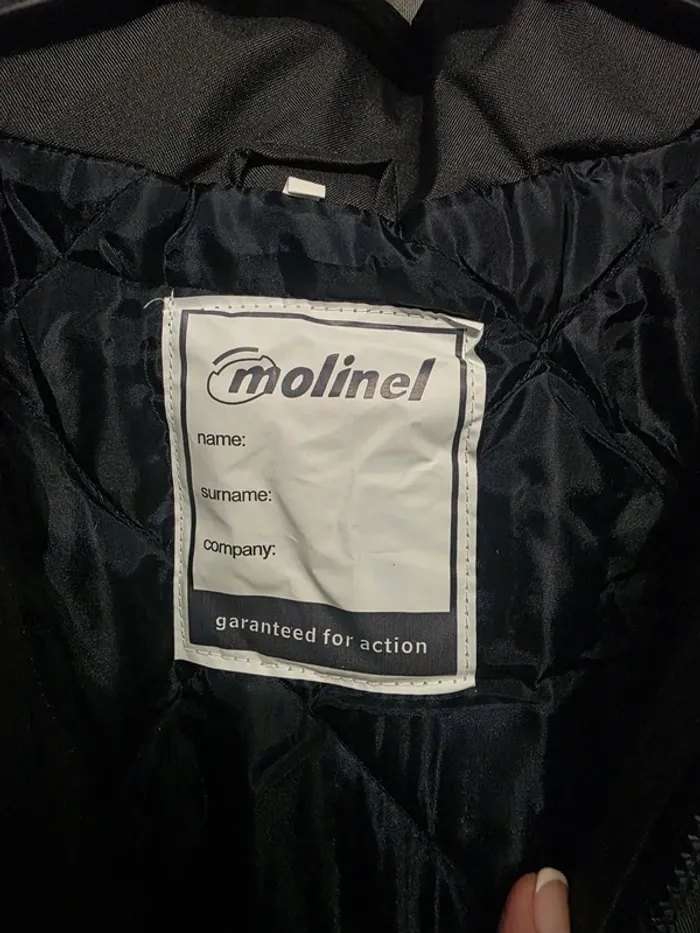 molinel
name:
surname:
company:
garanteed for action